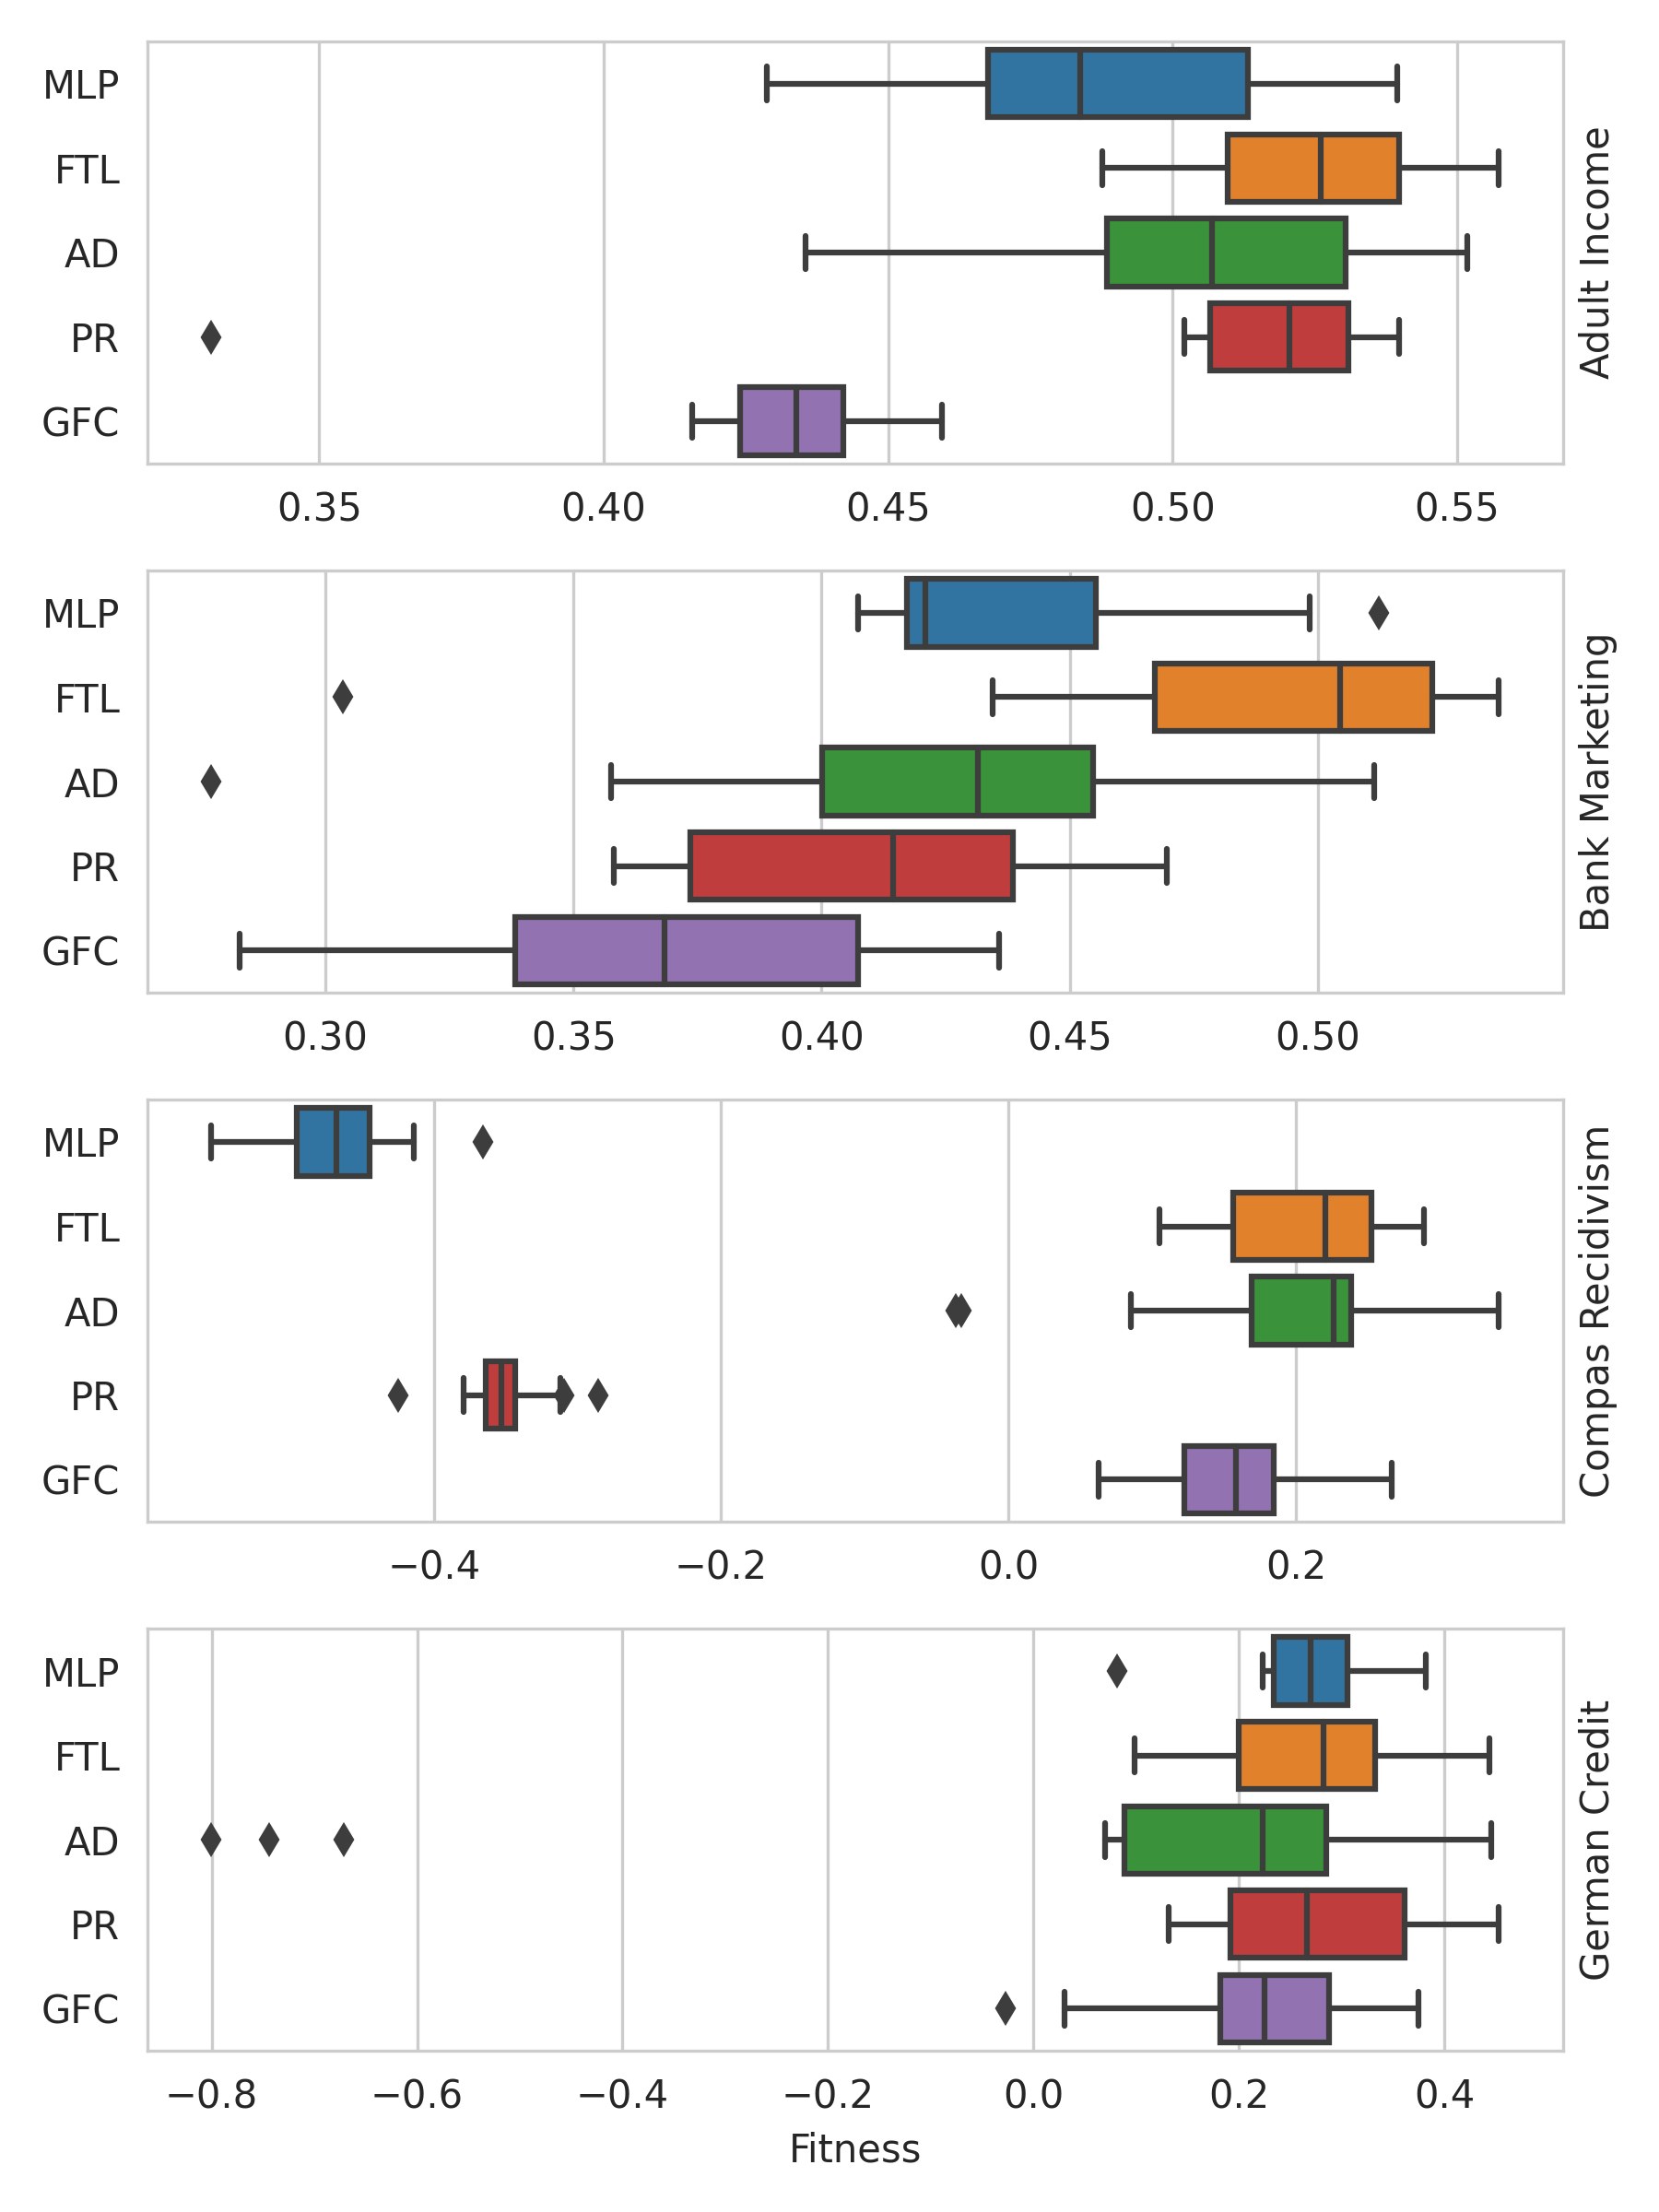 MLP
FTL
AD
PR
GFC
0.35 0.40 0.45 0.50 0.55
Adult Income
MLP
FTL
AD
PR
GFC
0.30 0.35 0.40 0.45 0.50
Bank Marketing
MLP
FTL
AD
PR
GFC
−0.4 −0.2 0.0 0.2
Compas Recidivism
MLP
FTL
AD
PR
GFC
−0.8 −0.6 −0.4 −0.2 0.0 0.2 0.4
German Credit
Fitness